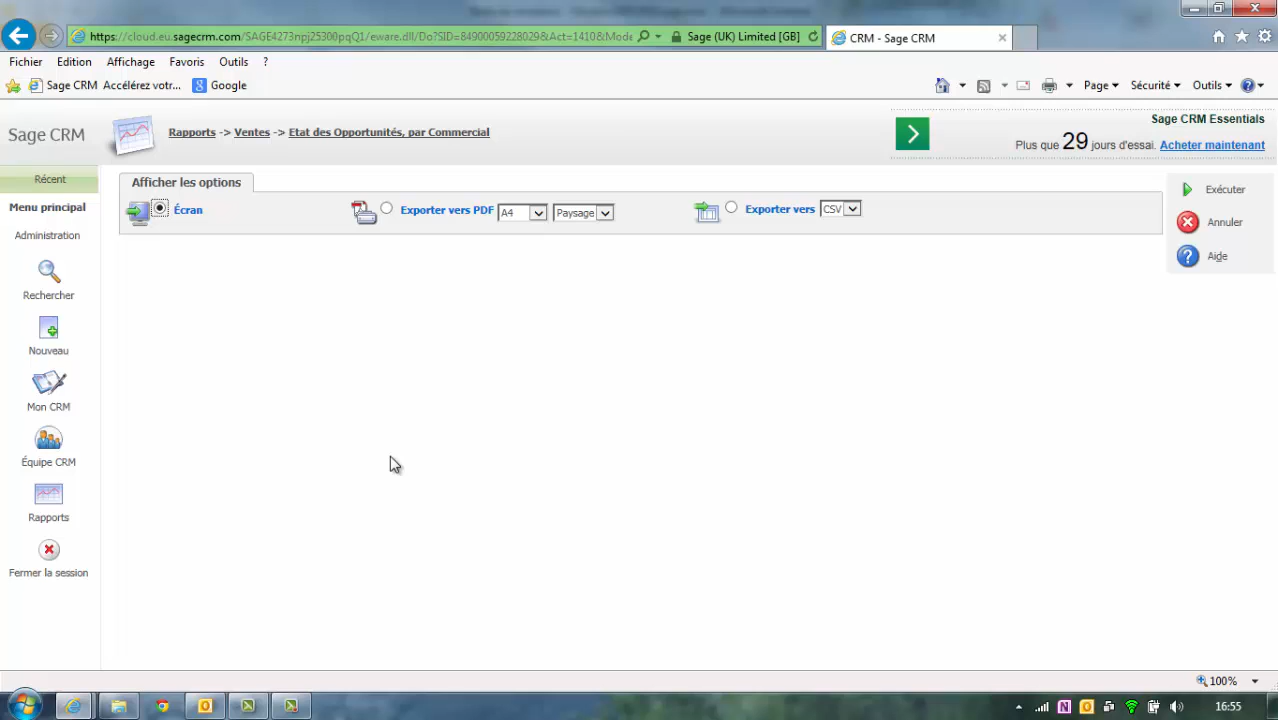 https://cloud.eu.sagecrm.com/SAGE4273npj25300pqQ1/eware.dll/Do?SID=84900059228029&Act=1410&Mode
Sage (UK) Limited [GB]
CRM - Sage CRM
Fichier Edition Affichage Favoris Outils ?
Sage CRM Accélérez votr... Google
Page Sécurité Outils
Sage CRM
Rapports -> Ventes -> Etat des Opportunités, par Commercial
Sage CRM Essentials
Plus que 29 jours d'essai. Acheter maintenant
Récent
Menu principal
Administration
Rechercher
Nouveau
Mon CRM
Équipe CRM
Rapports
Fermer la session
Afficher les options
Écran
Exporter vers PDF A4 Paysage
Exporter vers CSV
Exécuter
Annuler
Aide
100%
16:55